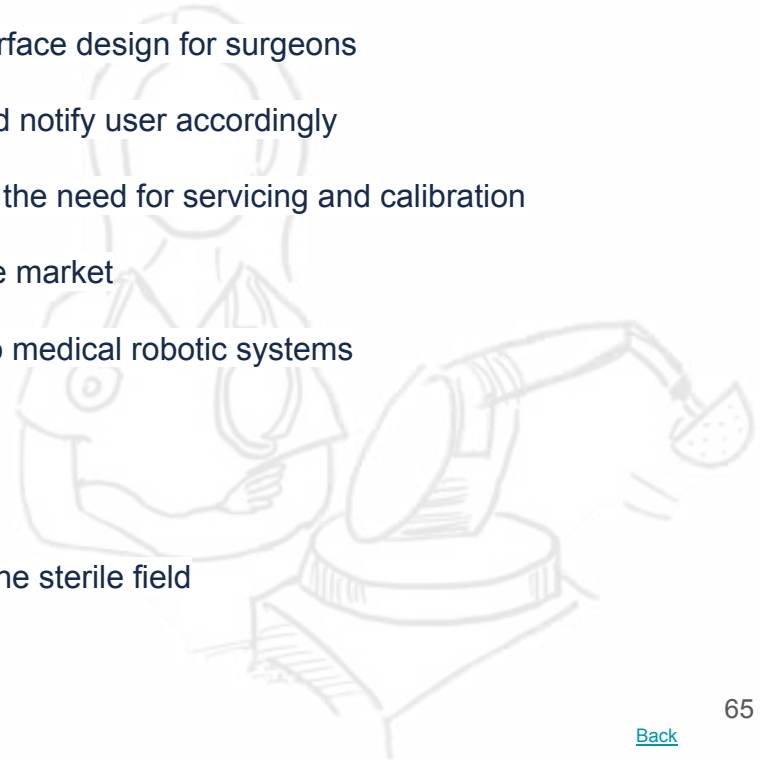 rface design for surgeons
d notify user accordingly
the need for servicing and calibration
e market
o medical robotic systems
ne sterile field
65
Back